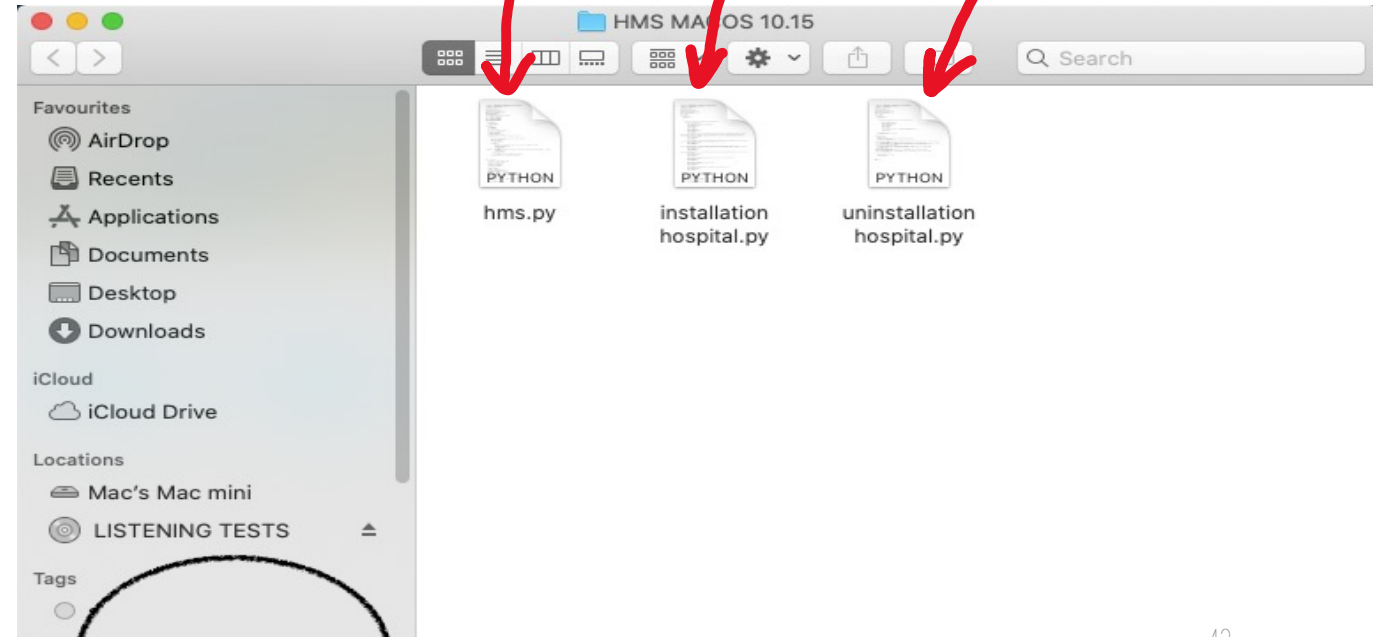 HMS MACOS 10.15
Search
Favourites
AirDrop
Recents
Applications
Documents
Desktop
Downloads
iCloud
iCloud Drive
Locations
Mac's Mac mini
LISTENING TESTS
Tags
PYTHON
hms.py
PYTHON
installation
hospital.py
PYTHON
uninstallation
hospital.py